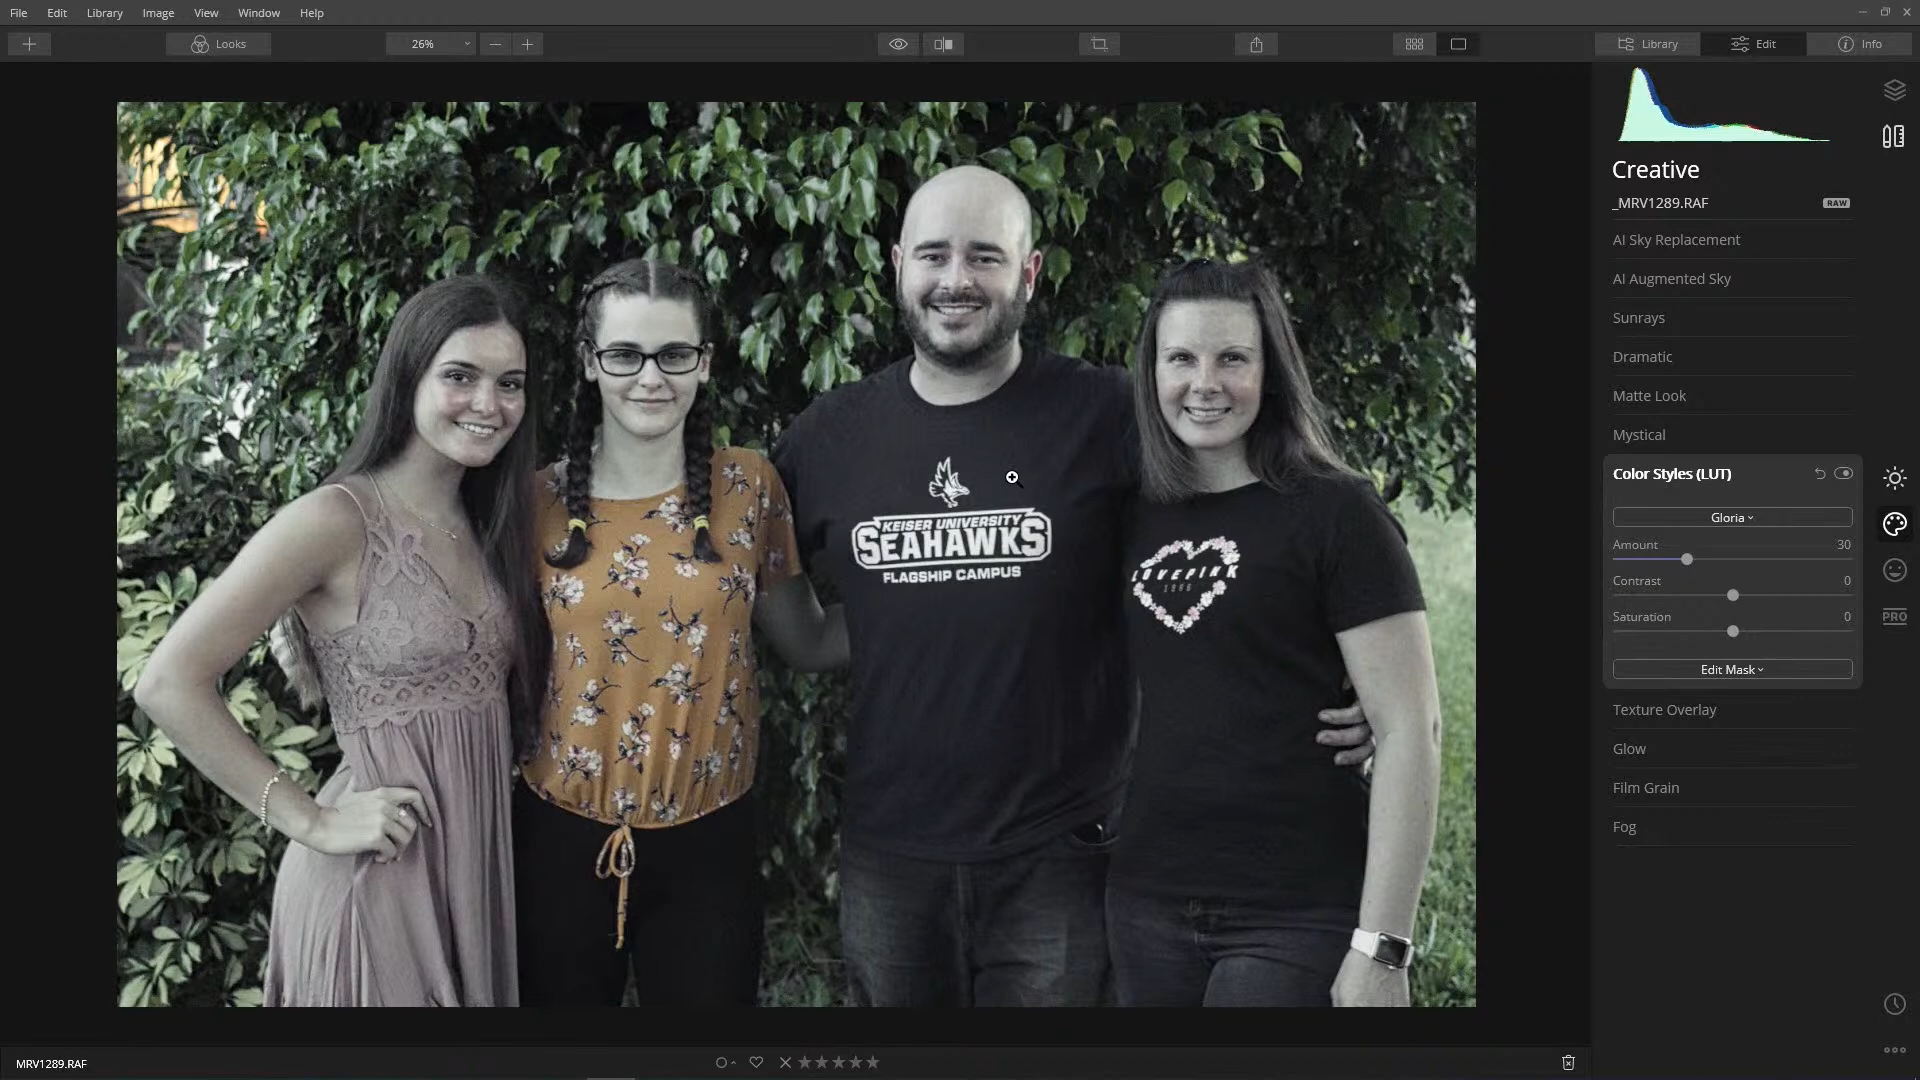 File Edit Library Image View Window Help
Looks 26% Library Edit Info
Creative
_MRV1289.RAF RAW
AI Sky Replacement
AI Augmented Sky
Sunrays
Dramatic
Matte Look
Mystical
Color Styles (LUT)
Gloria
Amount 30
Contrast 0
Saturation 0
Edit Mask
Texture Overlay
Glow
Film Grain
Fog
PRO
KEISER UNIVERSITY
SEAHAWKS
FLAGSHIP CAMPUS
LOVEPINK
1986
MRV1289.RAF